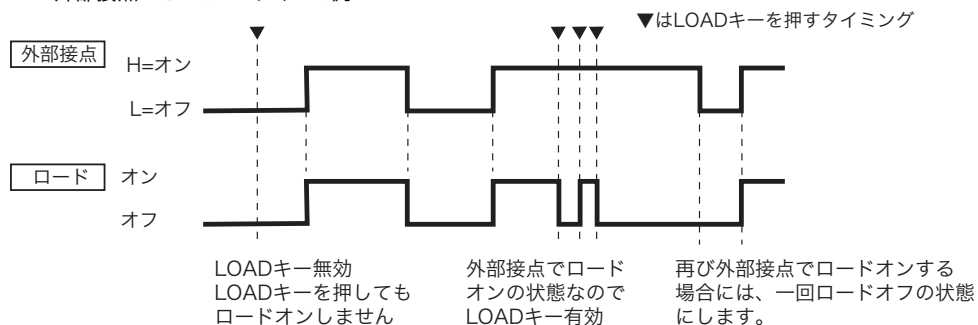 ▼はLOADキーを押すタイミング
外部接点
H=オン
L=オフ
ロード
オン
オフ
LOADキー無効
LOADキーを押しても
ロードオンしません
外部接点でロード
オンの状態なので
LOADキー有効
再び外部接点でロードオンする
場合には、一回ロードオフの状態
にします。